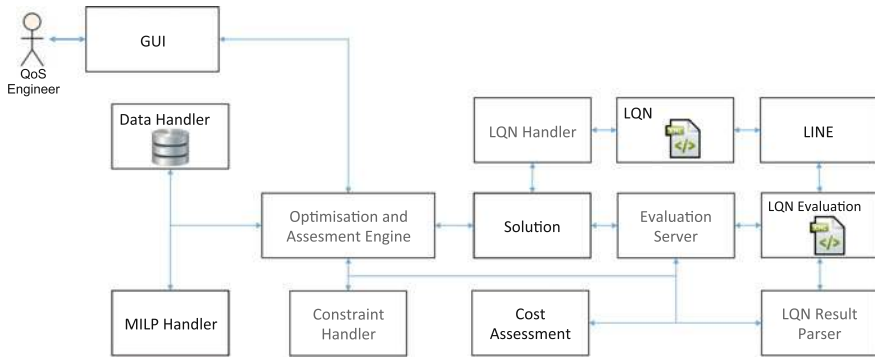 GUI
QoS
Engineer
Data Handler
LQN Handler
LQN
</>
LINE
Optimisation and
Assesment Engine
Solution
Evaluation
Server
LQN Evaluation
</>
MILP Handler
Constraint
Handler
Cost
Assessment
LQN Result
Parser